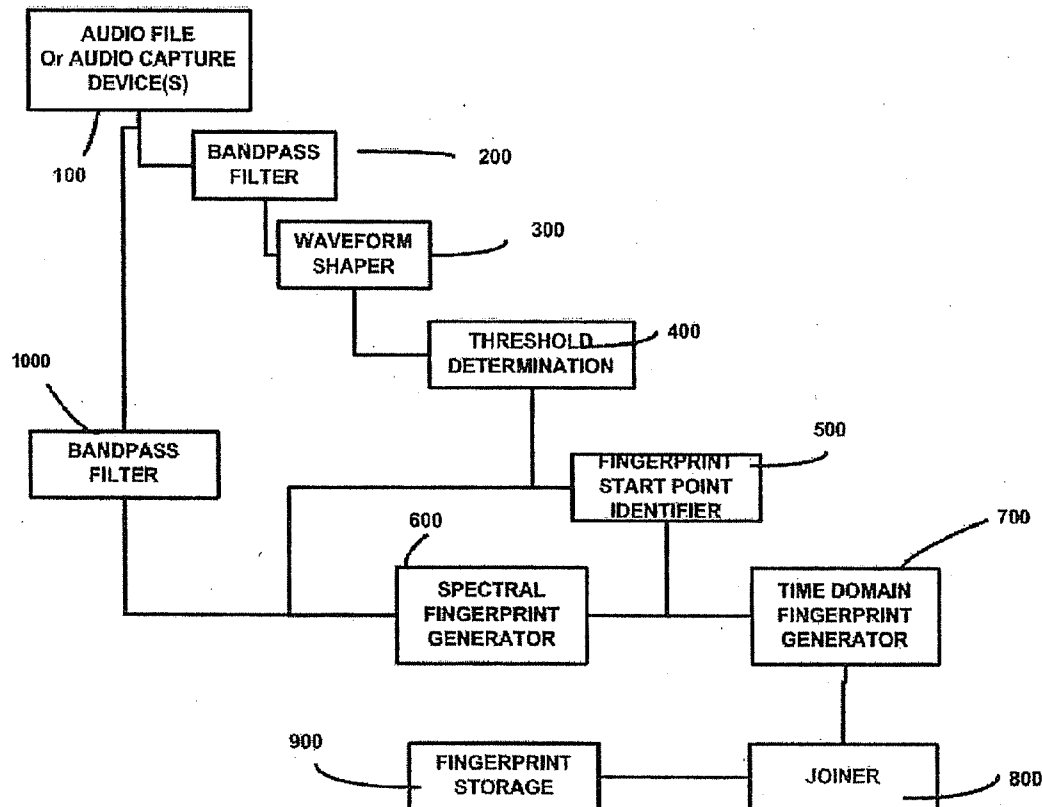 AUDIO FILE
Or AUDIO CAPTURE
DEVICE(S)
100
BANDPASS
FILTER
200
WAVEFORM
SHAPER
300
THRESHOLD
DETERMINATION
400
1000
BANDPASS
FILTER
FINGERPRINT
START POINT
IDENTIFIER
500
600
SPECTRAL
FINGERPRINT
GENERATOR
700
TIME DOMAIN
FINGERPRINT
GENERATOR
900
FINGERPRINT
STORAGE
JOINER
800